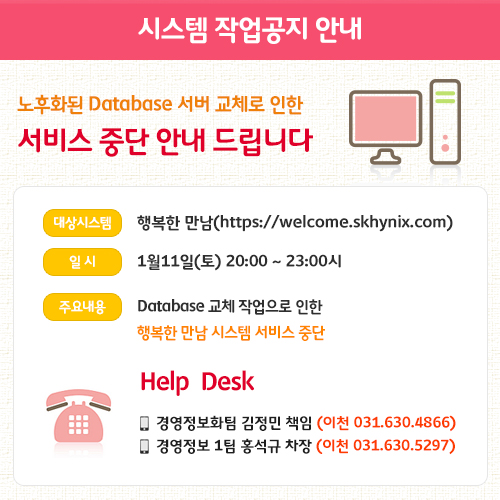 시스템 작업공지 안내
노후화된 Database 서버 교체로 인한
서비스 중단 안내 드립니다
대상시스템 행복한 만남(https://welcome.skhynix.com)
일 시 1월11일(토) 20:00 ~ 23:00시
주요내용 Database 교체 작업으로 인한
행복한 만남 시스템 서비스 중단
Help Desk
경영정보화팀 김정민 책임 (이천 031.630.4866)
경영정보 1팀 홍석규 차장 (이천 031.630.5297)